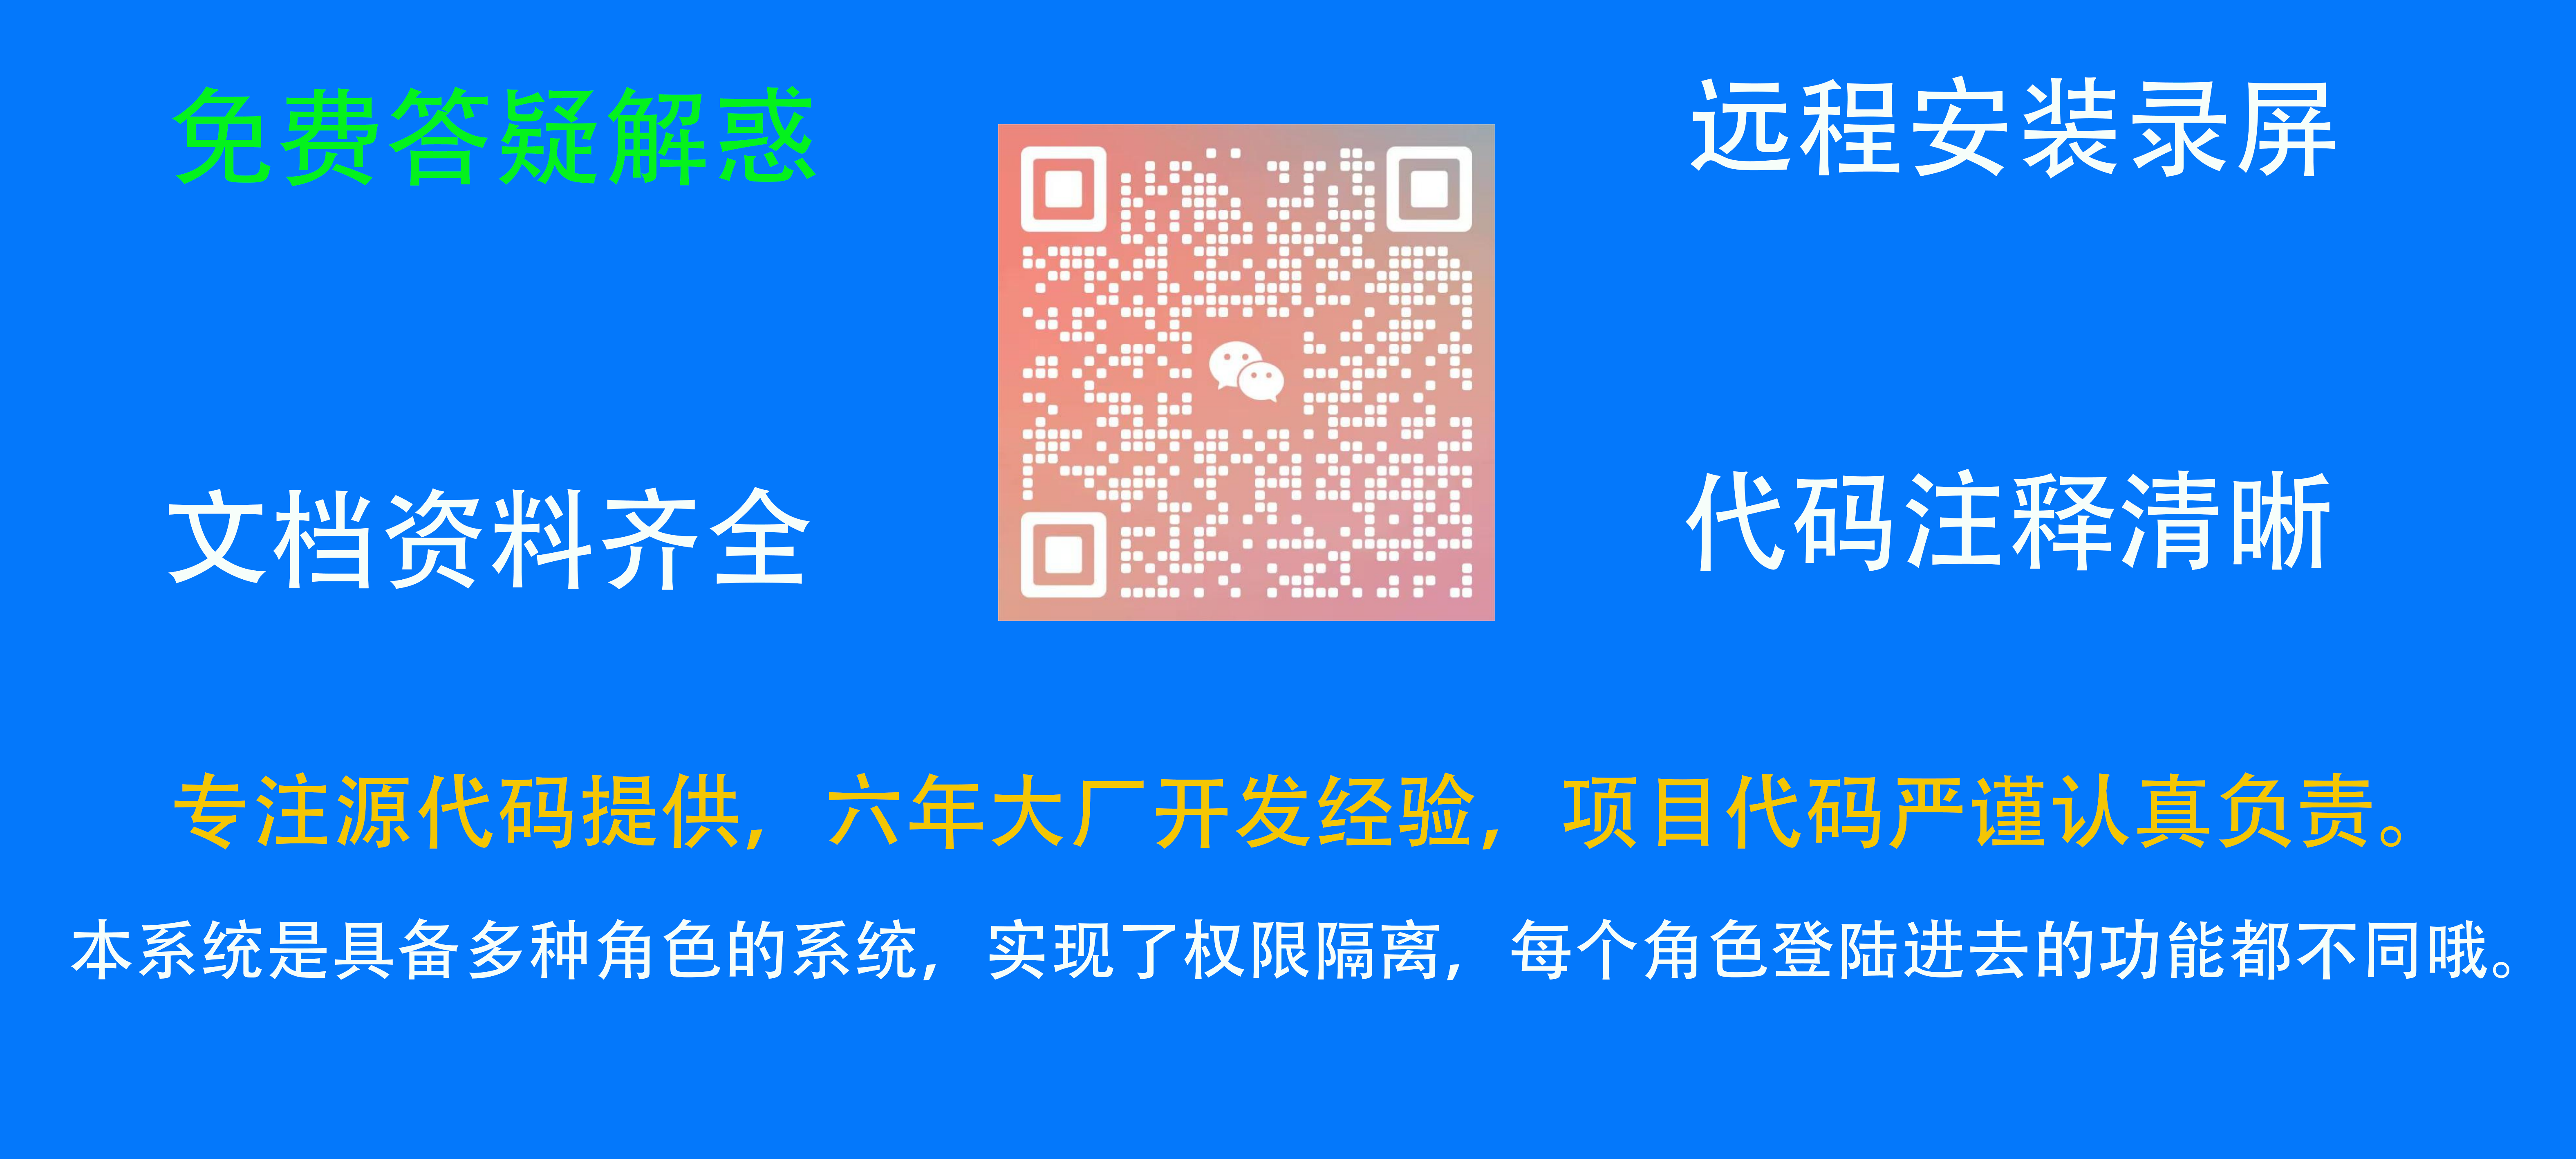 免费答疑解惑
远程安装录屏
文档资料齐全
代码注释清晰
专注源代码提供，六年大厂开发经验，项目代码严谨认真负责。
本系统是具备多种角色的系统，实现了权限隔离，每个角色登陆进去的功能都不同哦。